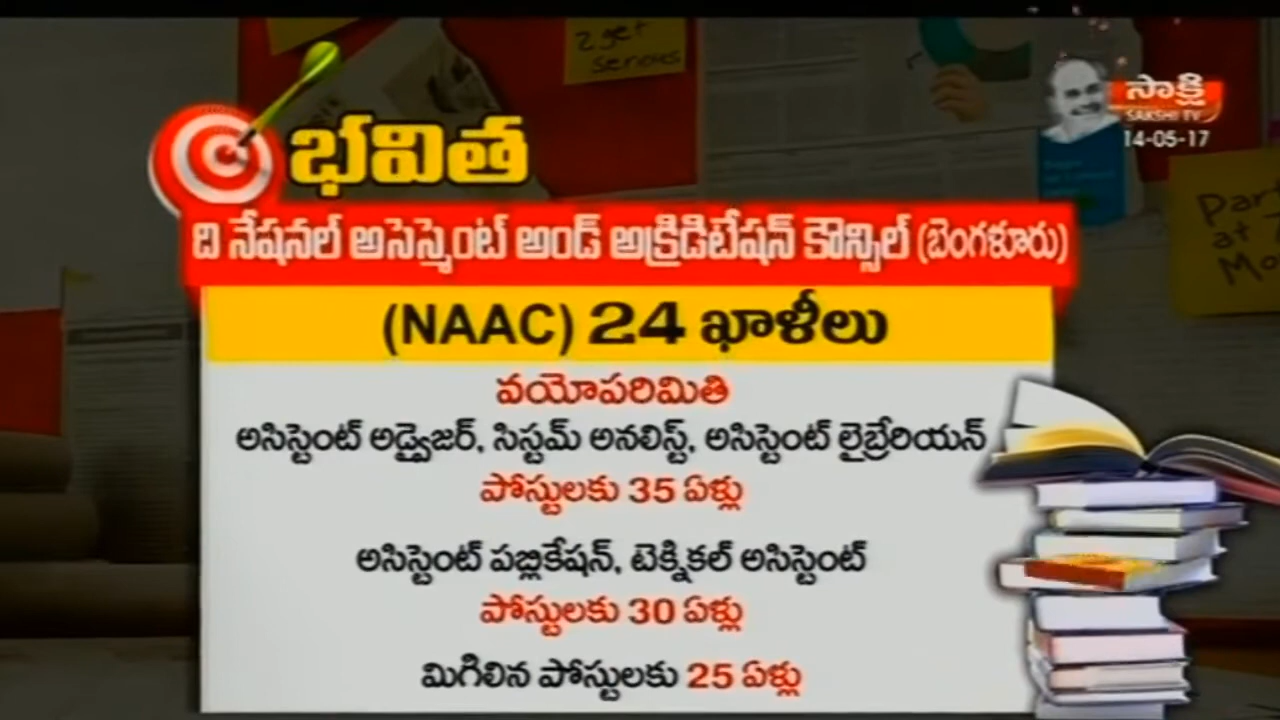 2 get
serious
సాక్షి
SAKSHI TV
14-05-17
భవిత
ది నేషనల్ అసెస్మెంట్ అండ్ అక్రిడిటేషన్ కౌన్సిల్ (బెంగళూరు)
(NAAC) 24 ఖాళీలు
వయోపరిమితి
అసిస్టెంట్ అడ్వైజర్, సిస్టమ్ అనలిస్ట్, అసిస్టెంట్ లైబ్రేరియన్
పోస్టులకు 35 ఏళ్లు
అసిస్టెంట్ పబ్లికేషన్, టెక్నికల్ అసిస్టెంట్
పోస్టులకు 30 ఏళ్లు
మిగిలిన పోస్టులకు 25 ఏళ్లు